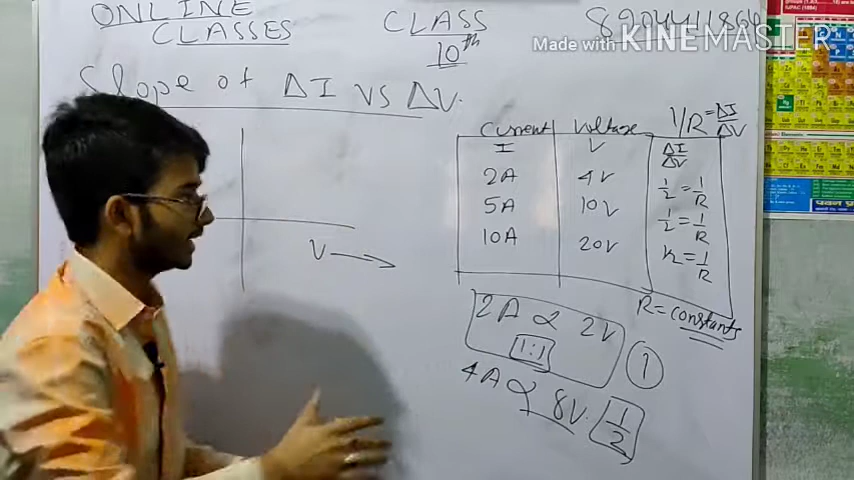 ONLINE
CLASSES
CLASS
10th
Made with KINEMASTER
Slope of ΔI VS ΔV.
1/R = ΔI/ΔV
Current Voltage
I V ΔI/ΔV
2A 4V 1/2 = 1/R
5A 10V 1/2 = 1/R
10A 20V 1/2 = 1/R
V →
R = constants
2A ∝ 2V
1:1
1
4A ∝ 8V. 1/2